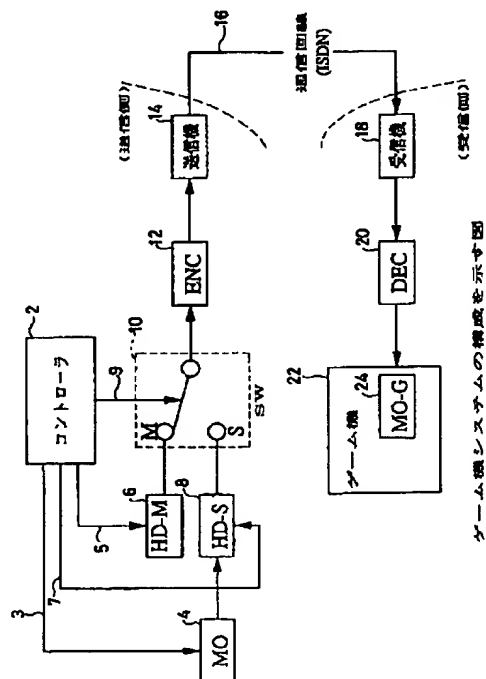 2
コントローラ
3
7
5
9
4
MO
6
HD-M
8
HD-S
10
M
S
SW
12
ENC
14
送信機
(送信側)
16
通信回線
(ISDN)
18
受信機
(受信側)
20
DEC
22
ゲーム機
24
MO-G
ゲーム機システムの構成を示す図